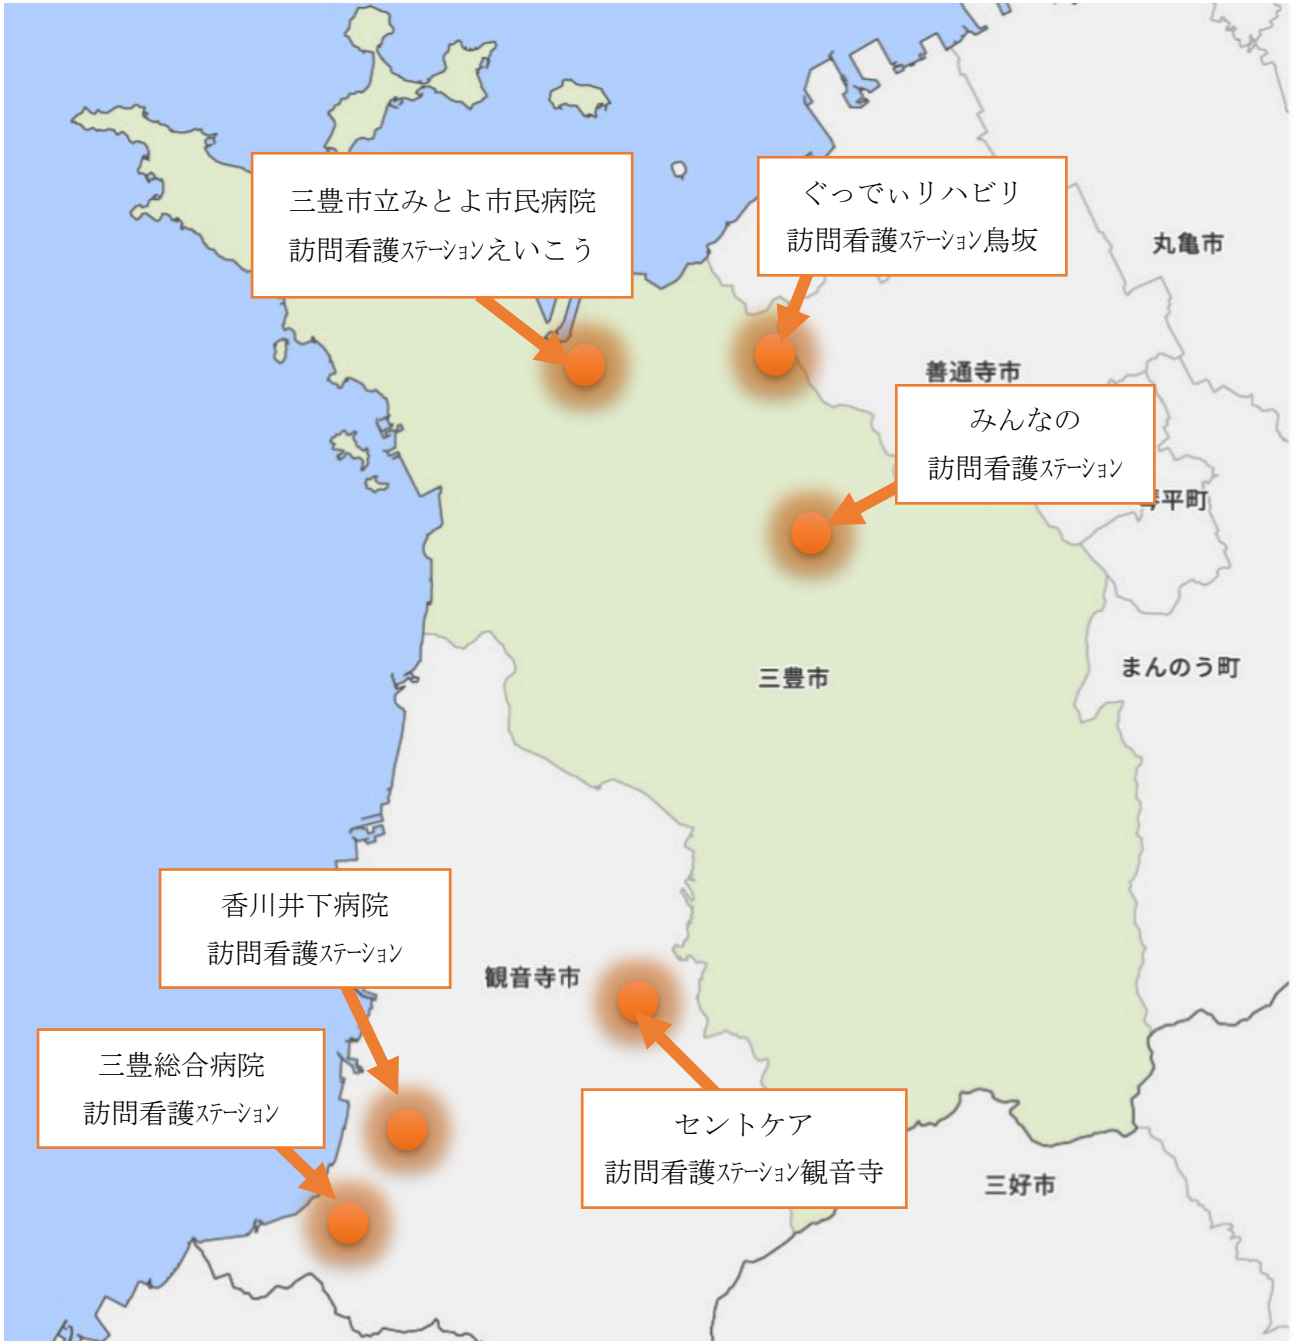 三豊市立みとよ市民病院
訪問看護ｽﾃｰｼｮﾝえいこう
ぐっでぃリハビリ
訪問看護ｽﾃｰｼｮﾝ鳥坂
丸亀市
善通寺市
みんなの
訪問看護ｽﾃｰｼｮﾝ
琴平町
三豊市
まんのう町
香川井下病院
訪問看護ｽﾃｰｼｮﾝ
観音寺市
三豊総合病院
訪問看護ｽﾃｰｼｮﾝ
セントケア
訪問看護ｽﾃｰｼｮﾝ観音寺
三好市